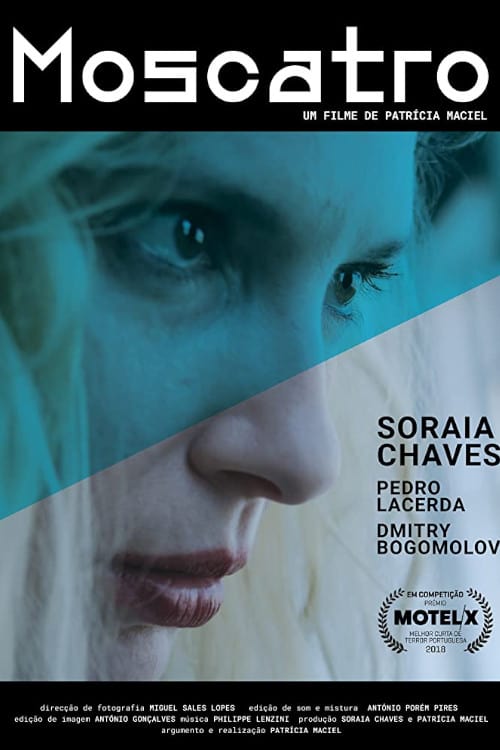 Moscatro
UM FILME DE PATRÍCIA MACIEL
SORAIA
CHAVES
PEDRO
LACERDA
DMITRY
BOGOMOLOV
EM COMPETIÇÃO
PRÉMIO
MOTEL/X
MELHOR CURTA DE
TERROR PORTUGUESA
2018
direcção de fotografia MIGUEL SALES LOPES edição de som e mistura ANTÓNIO PORÉM PIRES
edição de imagem ANTÓNIO GONÇALVES música PHILIPPE LENZINI produção SORAIA CHAVES e PATRÍCIA MACIEL
argumento e realização PATRÍCIA MACIEL